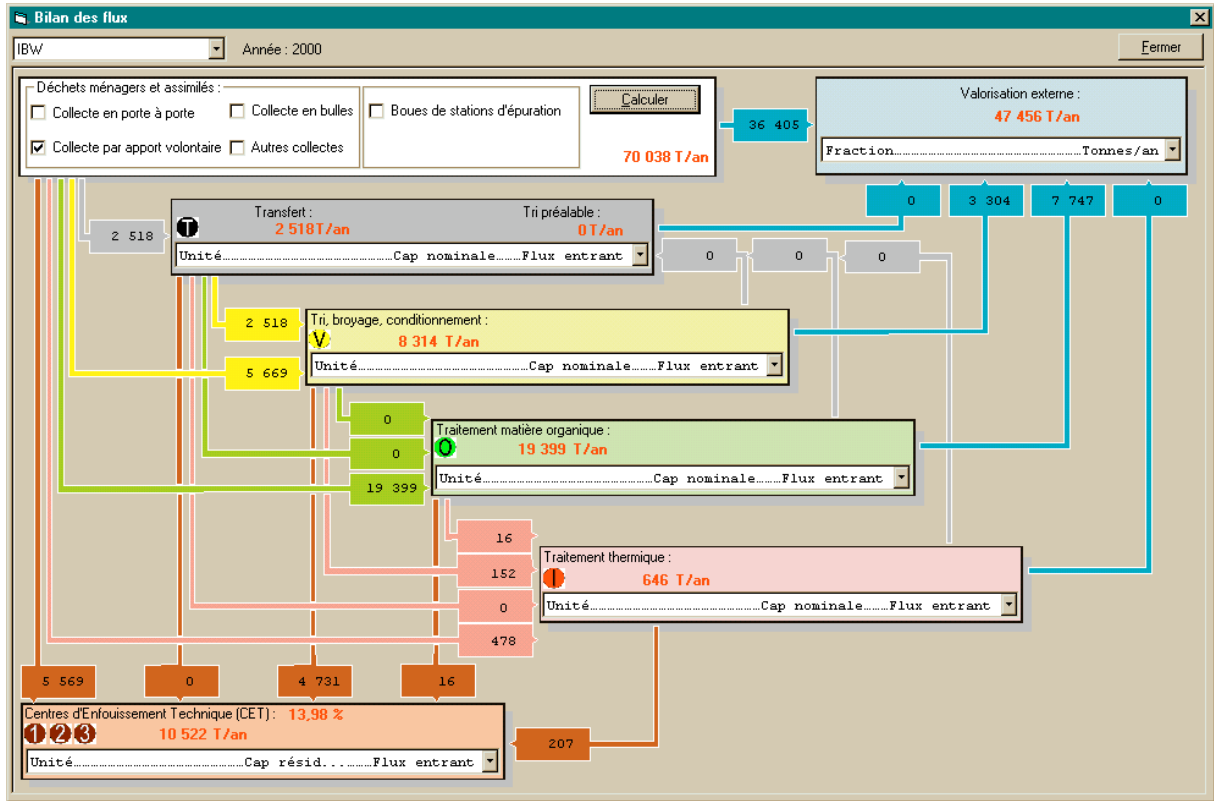 Bilan des flux
IBW
Année : 2000
Fermer
Déchets ménagers et assimilés :
Collecte en porte à porte
Collecte en bulles
Boues de stations d'épuration
Calculer
Collecte par apport volontaire
Autres collectes
70 038 T/an
36 405
Valorisation externe :
47 456 T/an
Fraction..................Tonnes/an
0
3 304
7 747
0
2 518
Transfert :
Tri préalable :
T
2 518T/an
0T/an
Unité..................Cap nominale......Flux entrant
0
0
0
2 518
Tri, broyage, conditionnement :
V
8 314 T/an
5 669
Unité..................Cap nominale......Flux entrant
0
0
19 399
Traitement matière organique :
O
19 399 T/an
Unité..................Cap nominale......Flux entrant
16
152
0
478
Traitement thermique :
I
646 T/an
Unité..................Cap nominale......Flux entrant
5 569
0
4 731
16
Centres d'Enfouissement Technique (CET) : 13,98 %
1 2 3
10 522 T/an
Unité..................Cap résid.........Flux entrant
207